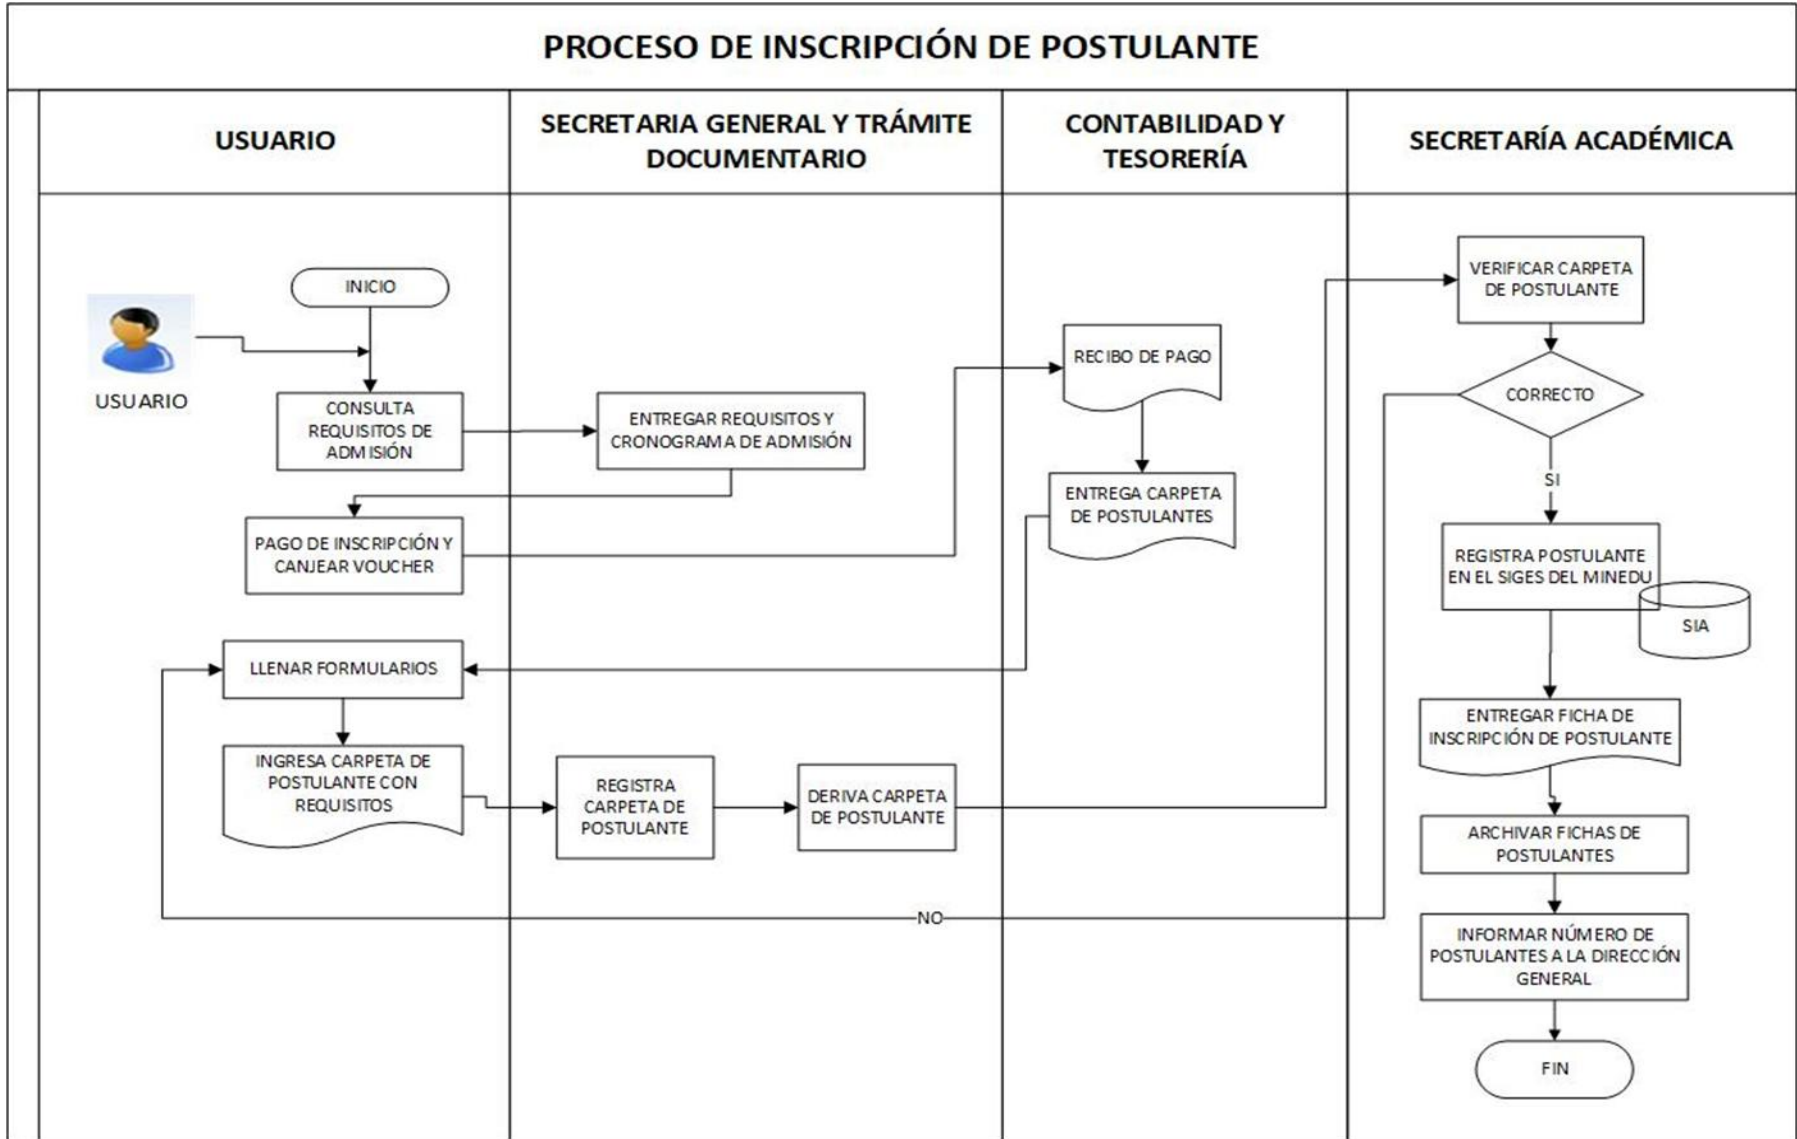 PROCESO DE INSCRIPCIÓN DE POSTULANTE
USUARIO
SECRETARIA GENERAL Y TRÁMITE
DOCUMENTARIO
CONTABILIDAD Y
TESORERÍA
SECRETARÍA ACADÉMICA
INICIO
USUARIO
CONSULTA
REQUISITOS DE
ADMISIÓN
ENTREGAR REQUISITOS Y
CRONOGRAMA DE ADMISIÓN
PAGO DE INSCRIPCIÓN Y
CANJEAR VOUCHER
RECIBO DE PAGO
ENTREGA CARPETA
DE POSTULANTES
LLENAR FORMULARIOS
INGRESA CARPETA DE
POSTULANTE CON
REQUISITOS
REGISTRA
CARPETA DE
POSTULANTE
DERIVA CARPETA
DE POSTULANTE
VERIFICAR CARPETA
DE POSTULANTE
CORRECTO
SI
NO
REGISTRA POSTULANTE
EN EL SIGES DEL MINEDU
SIA
ENTREGAR FICHA DE
INSCRIPCIÓN DE POSTULANTE
ARCHIVAR FICHAS DE
POSTULANTES
INFORMAR NÚMERO DE
POSTULANTES A LA DIRECCIÓN
GENERAL
FIN